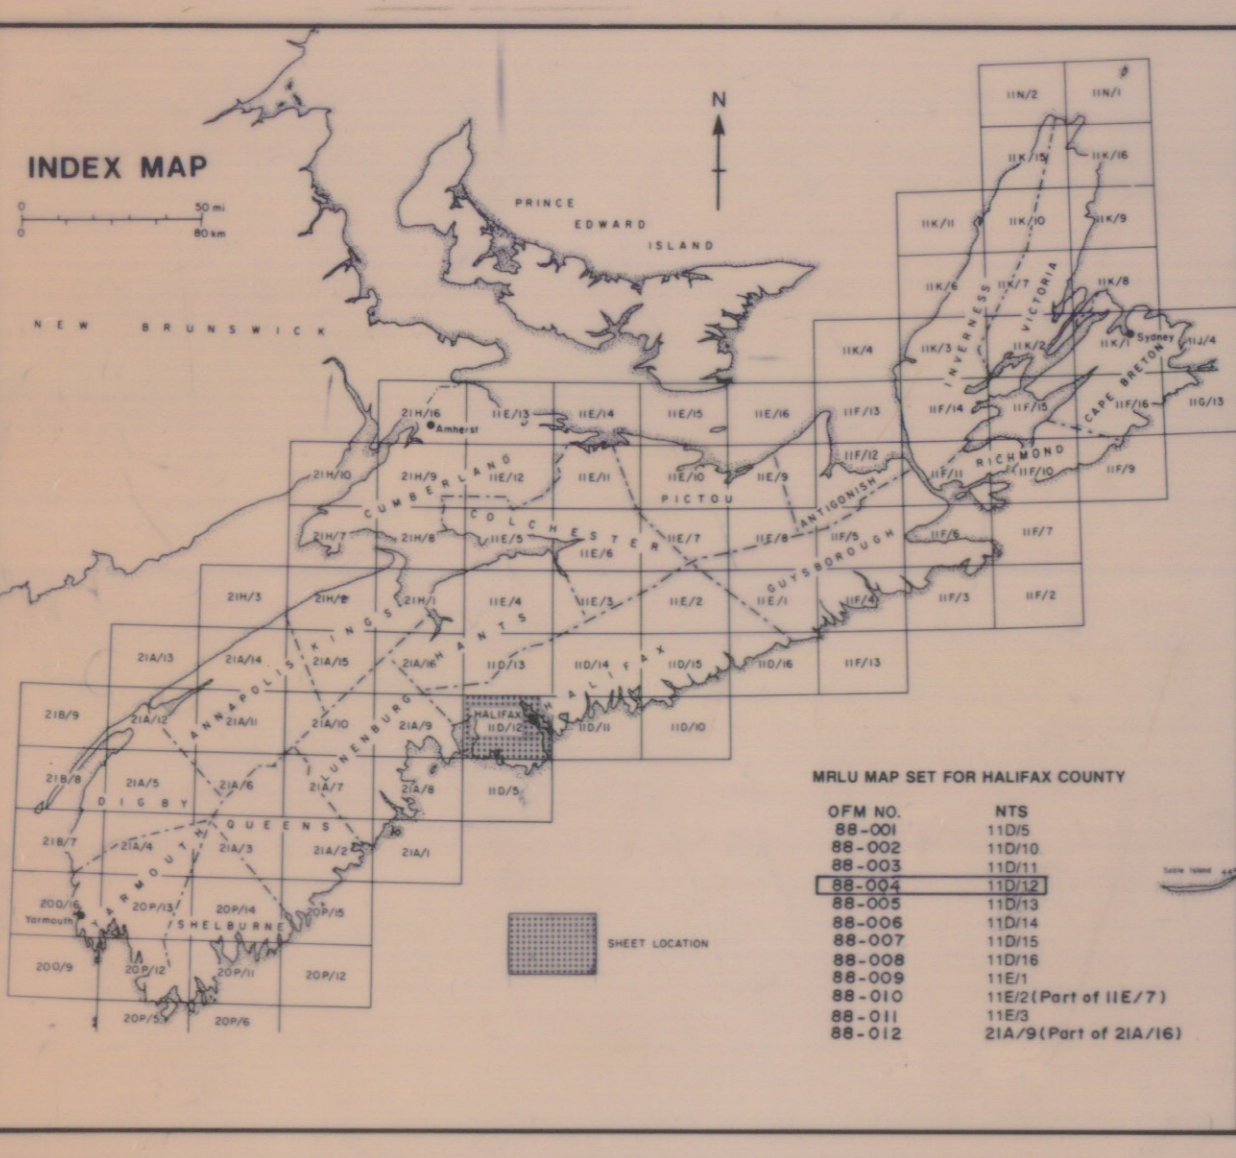 INDEX MAP
0 50 mi
0 80 km
N
PRINCE
EDWARD
ISLAND
NEW BRUNSWICK
11N/2 11N/1
11K/15 11K/16
11K/11 11K/10 11K/9
11K/6 11K/7 11K/8
11K/4 11K/3 11K/2 11K/1 Sydney 11J/4
INVERNESS
VICTORIA
CAPE BRETON
21H/16 11E/13 11E/14 11E/15 11E/16 11F/13 11F/14 11F/15 11F/16 11G/13
Amherst
21H/10 21H/9 11E/12 11E/11 11E/10 11E/9 11F/12 11F/11 11F/10 11F/9
CUMBERLAND
PICTOU
RICHMOND
ANTIGONISH
21H/7 21H/8 11E/5 11E/6 11E/7 11E/8 11F/5 11F/6 11F/7
COLCHESTER
GUYSBOROUGH
21H/3 21H/2 21H/1 11E/4 11E/3 11E/2 11E/1 11F/4 11F/3 11F/2
KINGS
HANTS
21A/13 21A/14 21A/15 21A/16 11D/13 11D/14 11D/15 11D/16 11F/13
ANNAPOLIS
HALIFAX
21B/9 21A/12 21A/11 21A/10 21A/9 HALIFAX 11D/12 11D/11 11D/10
LUNENBURG
21B/8 21A/5 21A/6 21A/7 21A/8 11D/5
DIGBY
QUEENS
21B/7 21A/4 21A/3 21A/2 21A/1
YARMOUTH
20O/16 20P/13 20P/14 20P/15
Yarmouth
SHELBURNE
20O/9 20P/12 20P/11 20P/12
20P/5 20P/6
SHEET LOCATION
Sable Island 44°
MRLU MAP SET FOR HALIFAX COUNTY
OFM NO. NTS
88-001 11D/5
88-002 11D/10
88-003 11D/11
88-004 11D/12
88-005 11D/13
88-006 11D/14
88-007 11D/15
88-008 11D/16
88-009 11E/1
88-010 11E/2(Part of 11E/7)
88-011 11E/3
88-012 21A/9(Part of 21A/16)